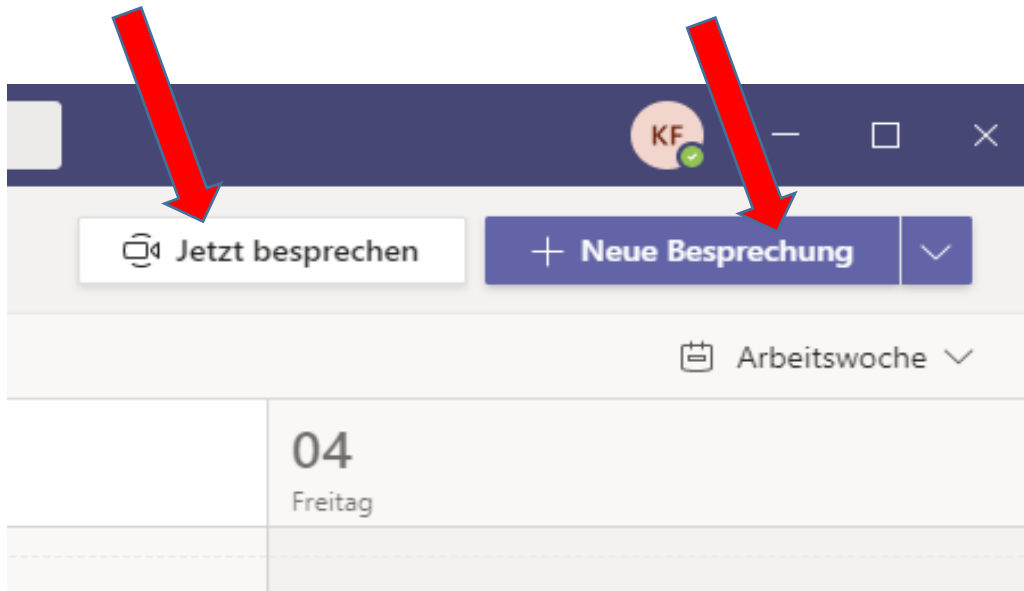 KF
Jetzt besprechen
+ Neue Besprechung
Arbeitswoche
04
Freitag